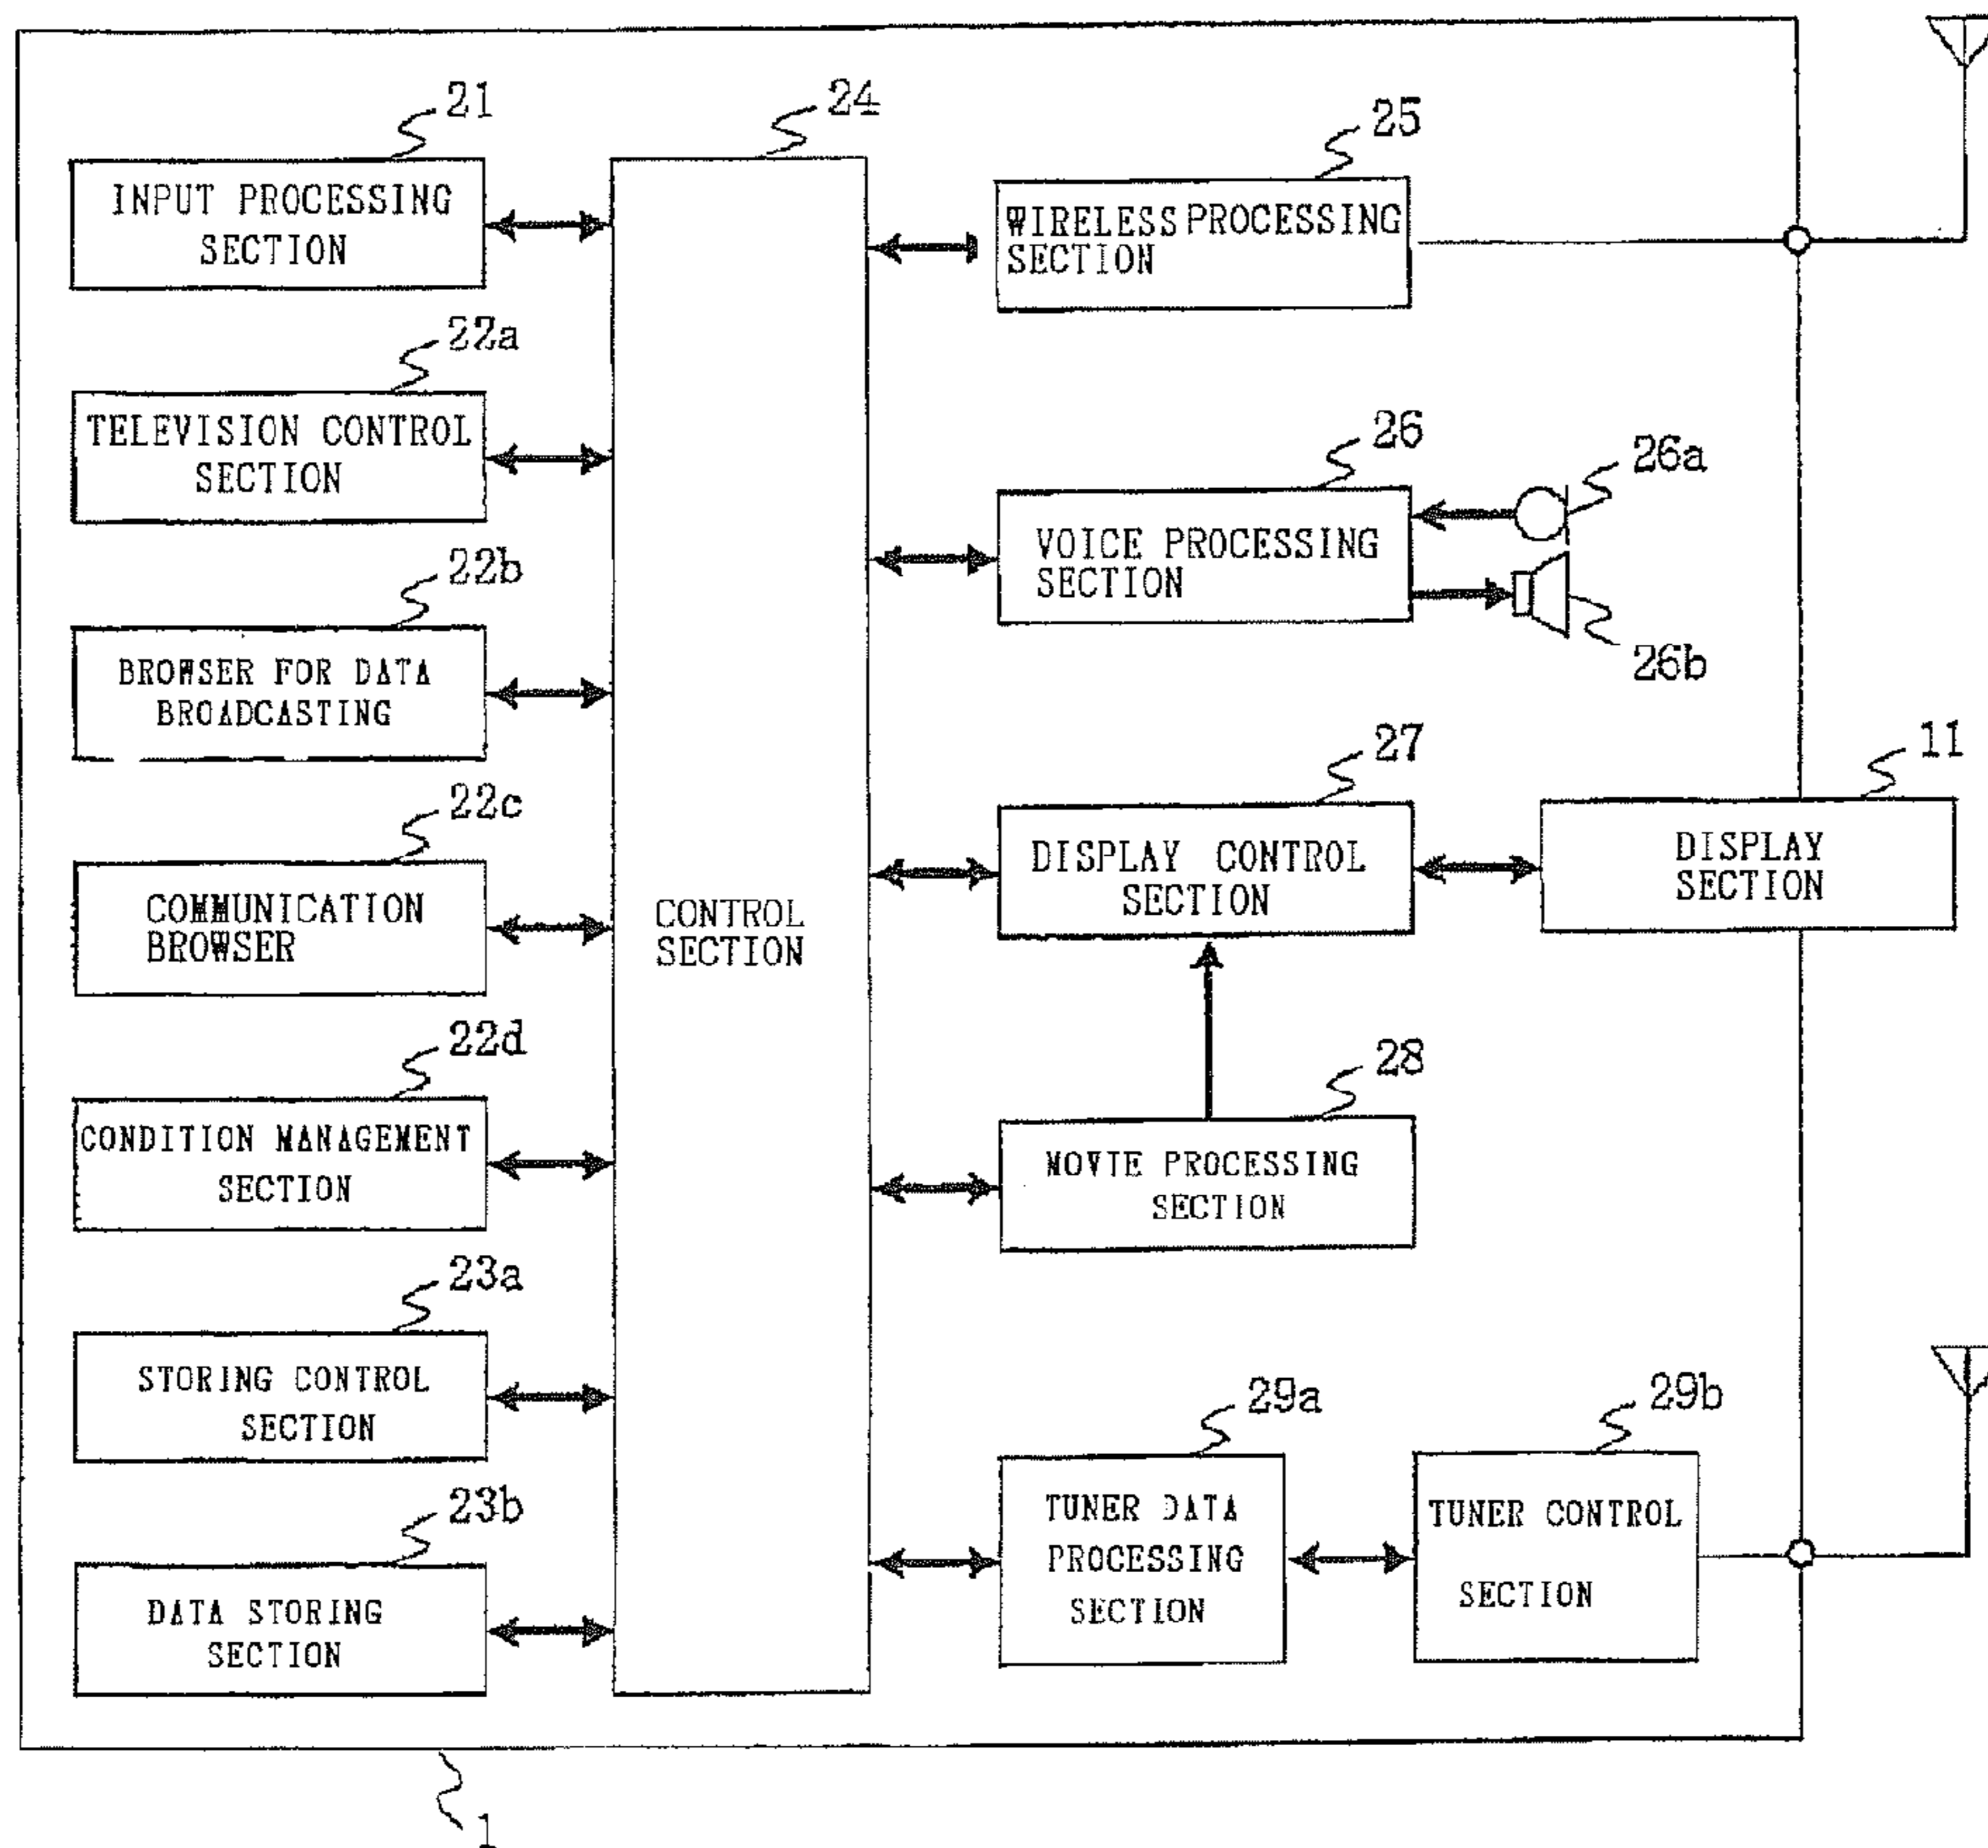 21
INPUT PROCESSING
SECTION
22a
TELEVISION CONTROL
SECTION
22b
BROWSER FOR DATA
BROADCASTING
22c
COMMUNICATION
BROWSER
22d
CONDITION MANAGEMENT
SECTION
23a
STORING CONTROL
SECTION
23b
DATA STORING
SECTION
24
CONTROL
SECTION
25
WIRELESS PROCESSING
SECTION
26
VOICE PROCESSING
SECTION
26a
26b
27
DISPLAY CONTROL
SECTION
11
DISPLAY
SECTION
28
MOVIE PROCESSING
SECTION
29a
TUNER DATA
PROCESSING
SECTION
29b
TUNER CONTROL
SECTION
1